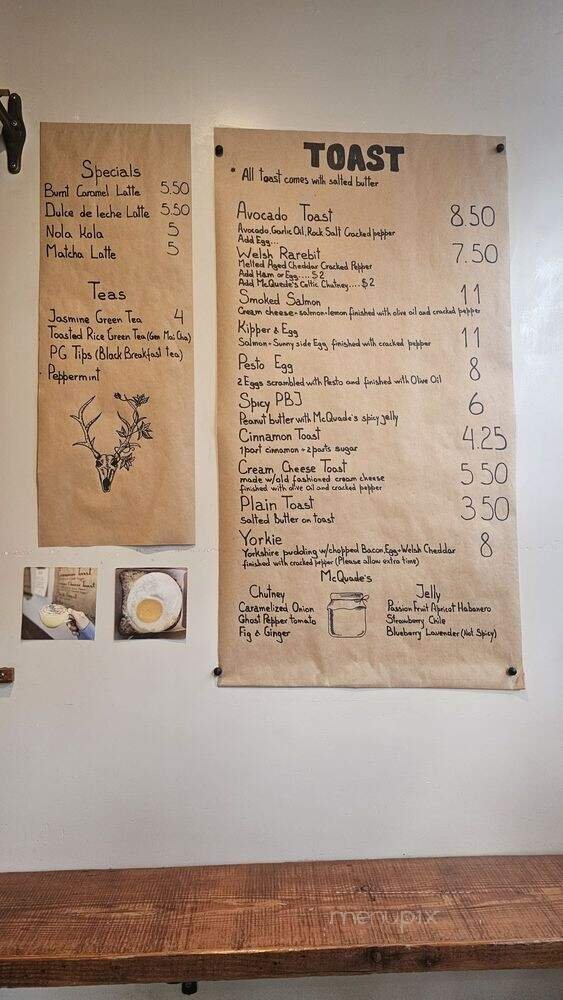 Specials
Burnt Caramel Latte 5.50
Dulce de leche Latte 5.50
Nola Kola 5
Matcha Latte 5
Teas
Jasmine Green Tea 4
Toasted Rice Green Tea (Gen Mai Cha)
PG Tips (Black Breakfast tea)
Peppermint
TOAST
* All toast comes with salted butter
Avocado Toast 8.50
Avocado, Garlic Oil, Rock Salt Cracked pepper
Add Egg...
Welsh Rarebit 7.50
Melted Aged Cheddar Cracked Pepper
Add Ham or Egg.... $2
Add McQuade's Celtic Chutney.... $2
Smoked Salmon 11
Cream cheese + salmon + lemon finished with olive oil and cracked pepper
Kipper & Egg 11
Salmon + Sunny side Egg, finished with cracked pepper
Pesto Egg 8
2 Eggs scrambled with Pesto and finished with Olive Oil
Spicy PBJ 6
Peanut butter with McQuade's spicy jelly
Cinnamon Toast 4.25
1 part cinnamon + 2 parts sugar
Cream Cheese Toast 5 50
made w/old fashioned cream cheese
finished with olive oil and cracked pepper
Plain Toast 3 50
Salted butter on toast
Yorkie 8
Yorkshire pudding w/chopped Bacon, Egg + Welsh Cheddar
finished with cracked pepper (Please allow extra time)
McQuade's
Chutney
Caramelized Onion
Ghost Pepper tomato
Fig & Ginger
Jelly
Passion Fruit Apricot Habanero
Strawberry Chile
Blueberry Lavender (Not Spicy)
menupix